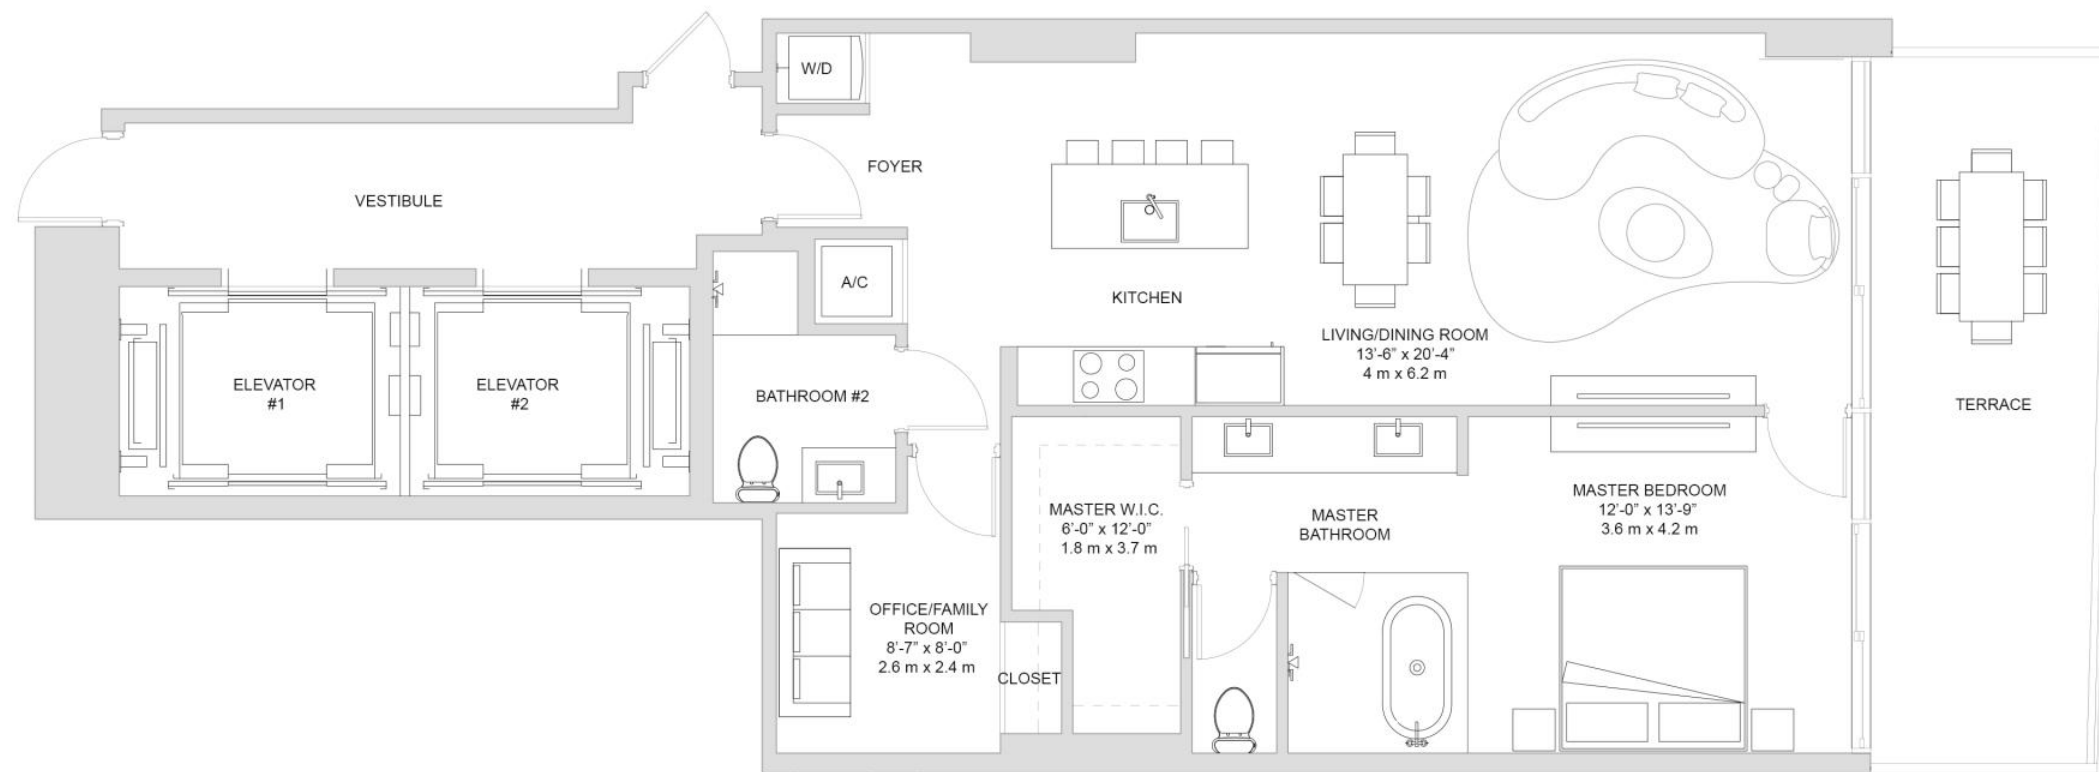 W/D
FOYER
VESTIBULE
A/C
KITCHEN
LIVING/DINING ROOM
13'-6" x 20'-4"
4 m x 6.2 m
ELEVATOR
#1
ELEVATOR
#2
BATHROOM #2
TERRACE
MASTER W.I.C.
6'-0" x 12'-0"
1.8 m x 3.7 m
MASTER
BATHROOM
MASTER BEDROOM
12'-0" x 13'-9"
3.6 m x 4.2 m
OFFICE/FAMILY
ROOM
8'-7" x 8'-0"
2.6 m x 2.4 m
CLOSET